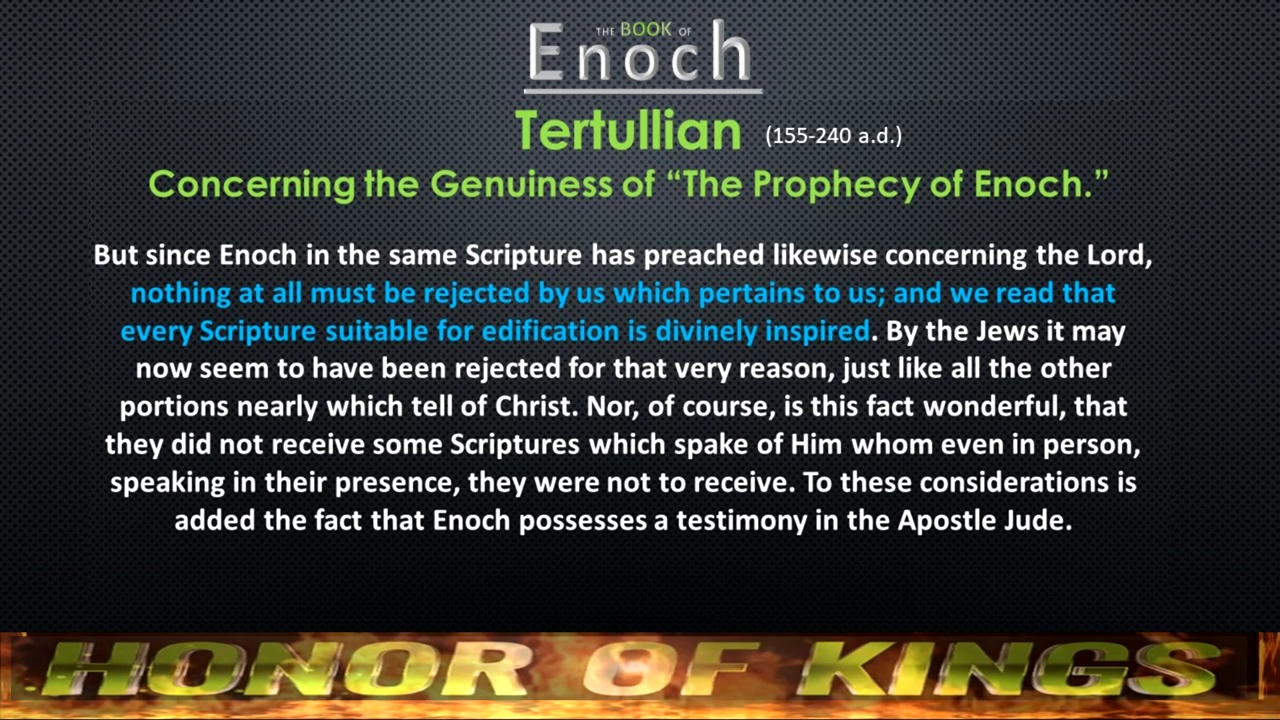 THE BOOK OF
Enoch
Tertullian (155-240 a.d.)
Concerning the Genuiness of “The Prophecy of Enoch.”
But since Enoch in the same Scripture has preached likewise concerning the Lord,
nothing at all must be rejected by us which pertains to us; and we read that
every Scripture suitable for edification is divinely inspired. By the Jews it may
now seem to have been rejected for that very reason, just like all the other
portions nearly which tell of Christ. Nor, of course, is this fact wonderful, that
they did not receive some Scriptures which spake of Him whom even in person,
speaking in their presence, they were not to receive. To these considerations is
added the fact that Enoch possesses a testimony in the Apostle Jude.
HONOR OF KINGS